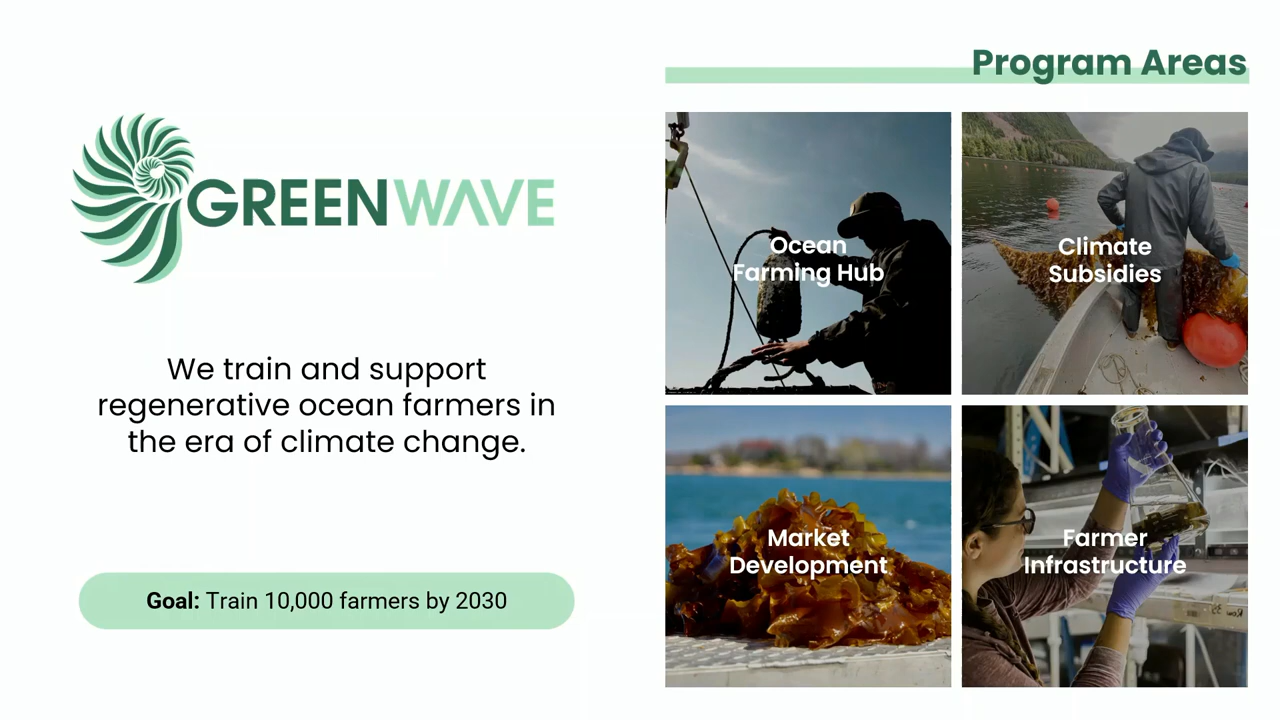 GREENWAVE
We train and support
regenerative ocean farmers in
the era of climate change.
Goal: Train 10,000 farmers by 2030
Program Areas
Ocean
Farming Hub
Climate
Subsidies
Market
Development
Farmer
Infrastructure